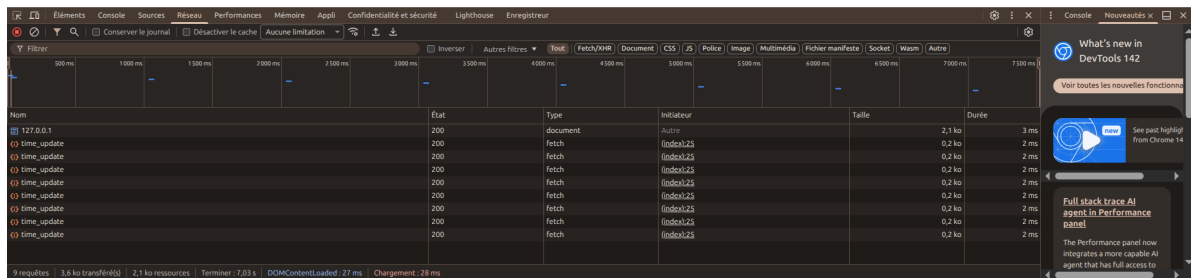 Éléments Console Sources Réseau Performances Mémoire Appli Confidentialité et sécurité Lighthouse Enregistreur
Conserver le journal Désactiver le cache Aucune limitation
Filtrer Inverser Autres filtres Tout Fetch/XHR Document CSS JS Police Image Multimédia Fichier manifeste Socket Wasm Autre
500 ms 1000 ms 1500 ms 2000 ms 2500 ms 3000 ms 3500 ms 4000 ms 4500 ms 5000 ms 5500 ms 6000 ms 6500 ms 7000 ms 7500 ms
Nom État Type Initiateur Taille Durée
127.0.0.1 200 document Autre 2,1 ko 3 ms
time_update 200 fetch (index):25 0,2 ko 2 ms
time_update 200 fetch (index):25 0,2 ko 2 ms
time_update 200 fetch (index):25 0,2 ko 2 ms
time_update 200 fetch (index):25 0,2 ko 2 ms
time_update 200 fetch (index):25 0,2 ko 2 ms
time_update 200 fetch (index):25 0,2 ko 2 ms
time_update 200 fetch (index):25 0,2 ko 2 ms
time_update 200 fetch (index):25 0,2 ko 2 ms
9 requêtes 3,6 ko transféré(s) 2,1 ko ressources Terminer : 7,03 s DOMContentLoaded : 27 ms Chargement : 28 ms
Console Nouveautés
What's new in
DevTools 142
Voir toutes les nouvelles fonctionna
new
See past highligh
from Chrome 14
Full stack trace AI
agent in Performance
panel
The Performance panel now
integrates a more capable AI
agent that has full access to